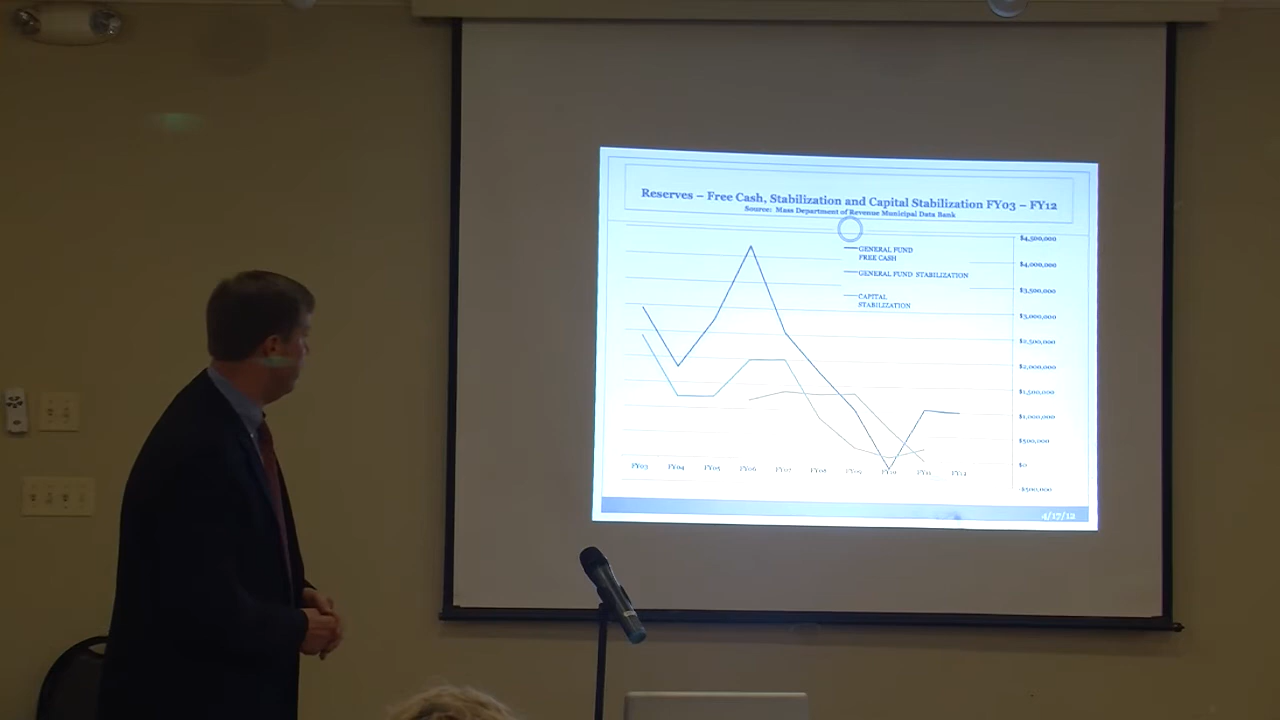 Reserves – Free Cash, Stabilization and Capital Stabilization FY03 – FY12
Source: Mass Department of Revenue Municipal Data Bank
GENERAL FUND
FREE CASH
GENERAL FUND STABILIZATION
CAPITAL
STABILIZATION
$4,500,000
$4,000,000
$3,500,000
$3,000,000
$2,500,000
$2,000,000
$1,500,000
$1,000,000
$500,000
$0
-$500,000
FY03 FY04 FY05 FY06 FY07 FY08 FY09 FY10 FY11 FY12
4/17/12